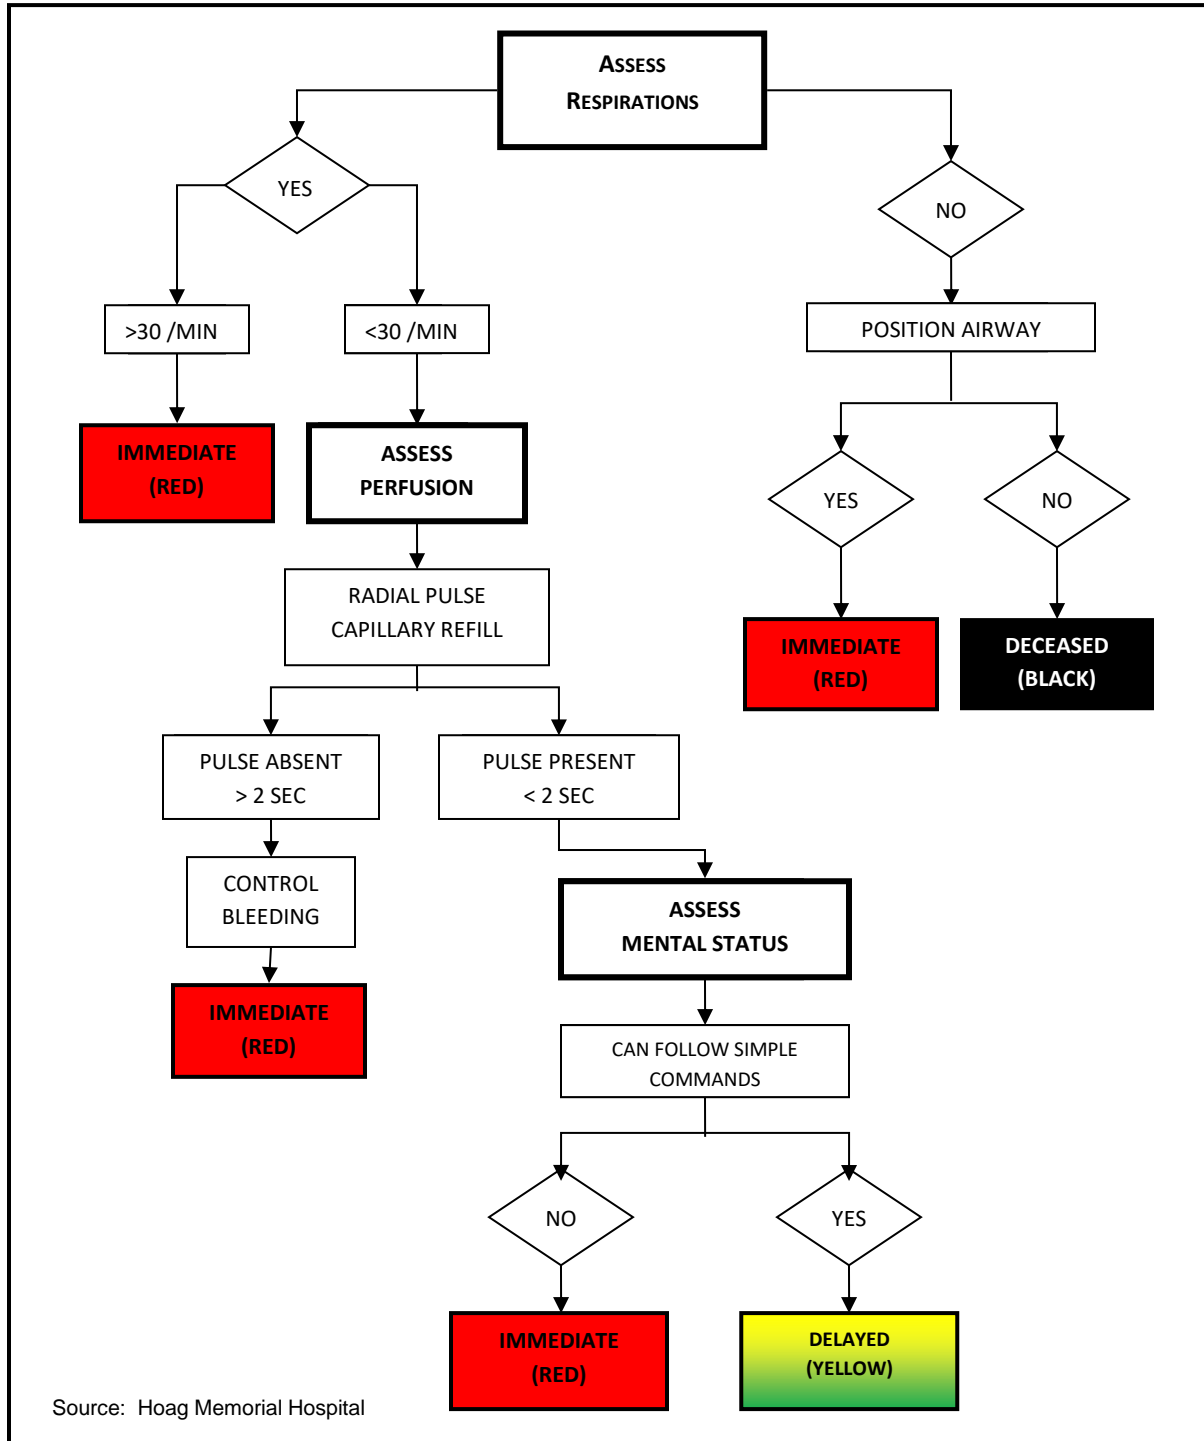 ASSESS
RESPIRATIONS
YES
NO
>30 /MIN
<30 /MIN
POSITION AIRWAY
IMMEDIATE
(RED)
ASSESS
PERFUSION
YES
NO
RADIAL PULSE
CAPILLARY REFILL
IMMEDIATE
(RED)
DECEASED
(BLACK)
PULSE ABSENT
> 2 SEC
PULSE PRESENT
< 2 SEC
CONTROL
BLEEDING
ASSESS
MENTAL STATUS
IMMEDIATE
(RED)
CAN FOLLOW SIMPLE
COMMANDS
NO
YES
IMMEDIATE
(RED)
DELAYED
(YELLOW)
Source: Hoag Memorial Hospital